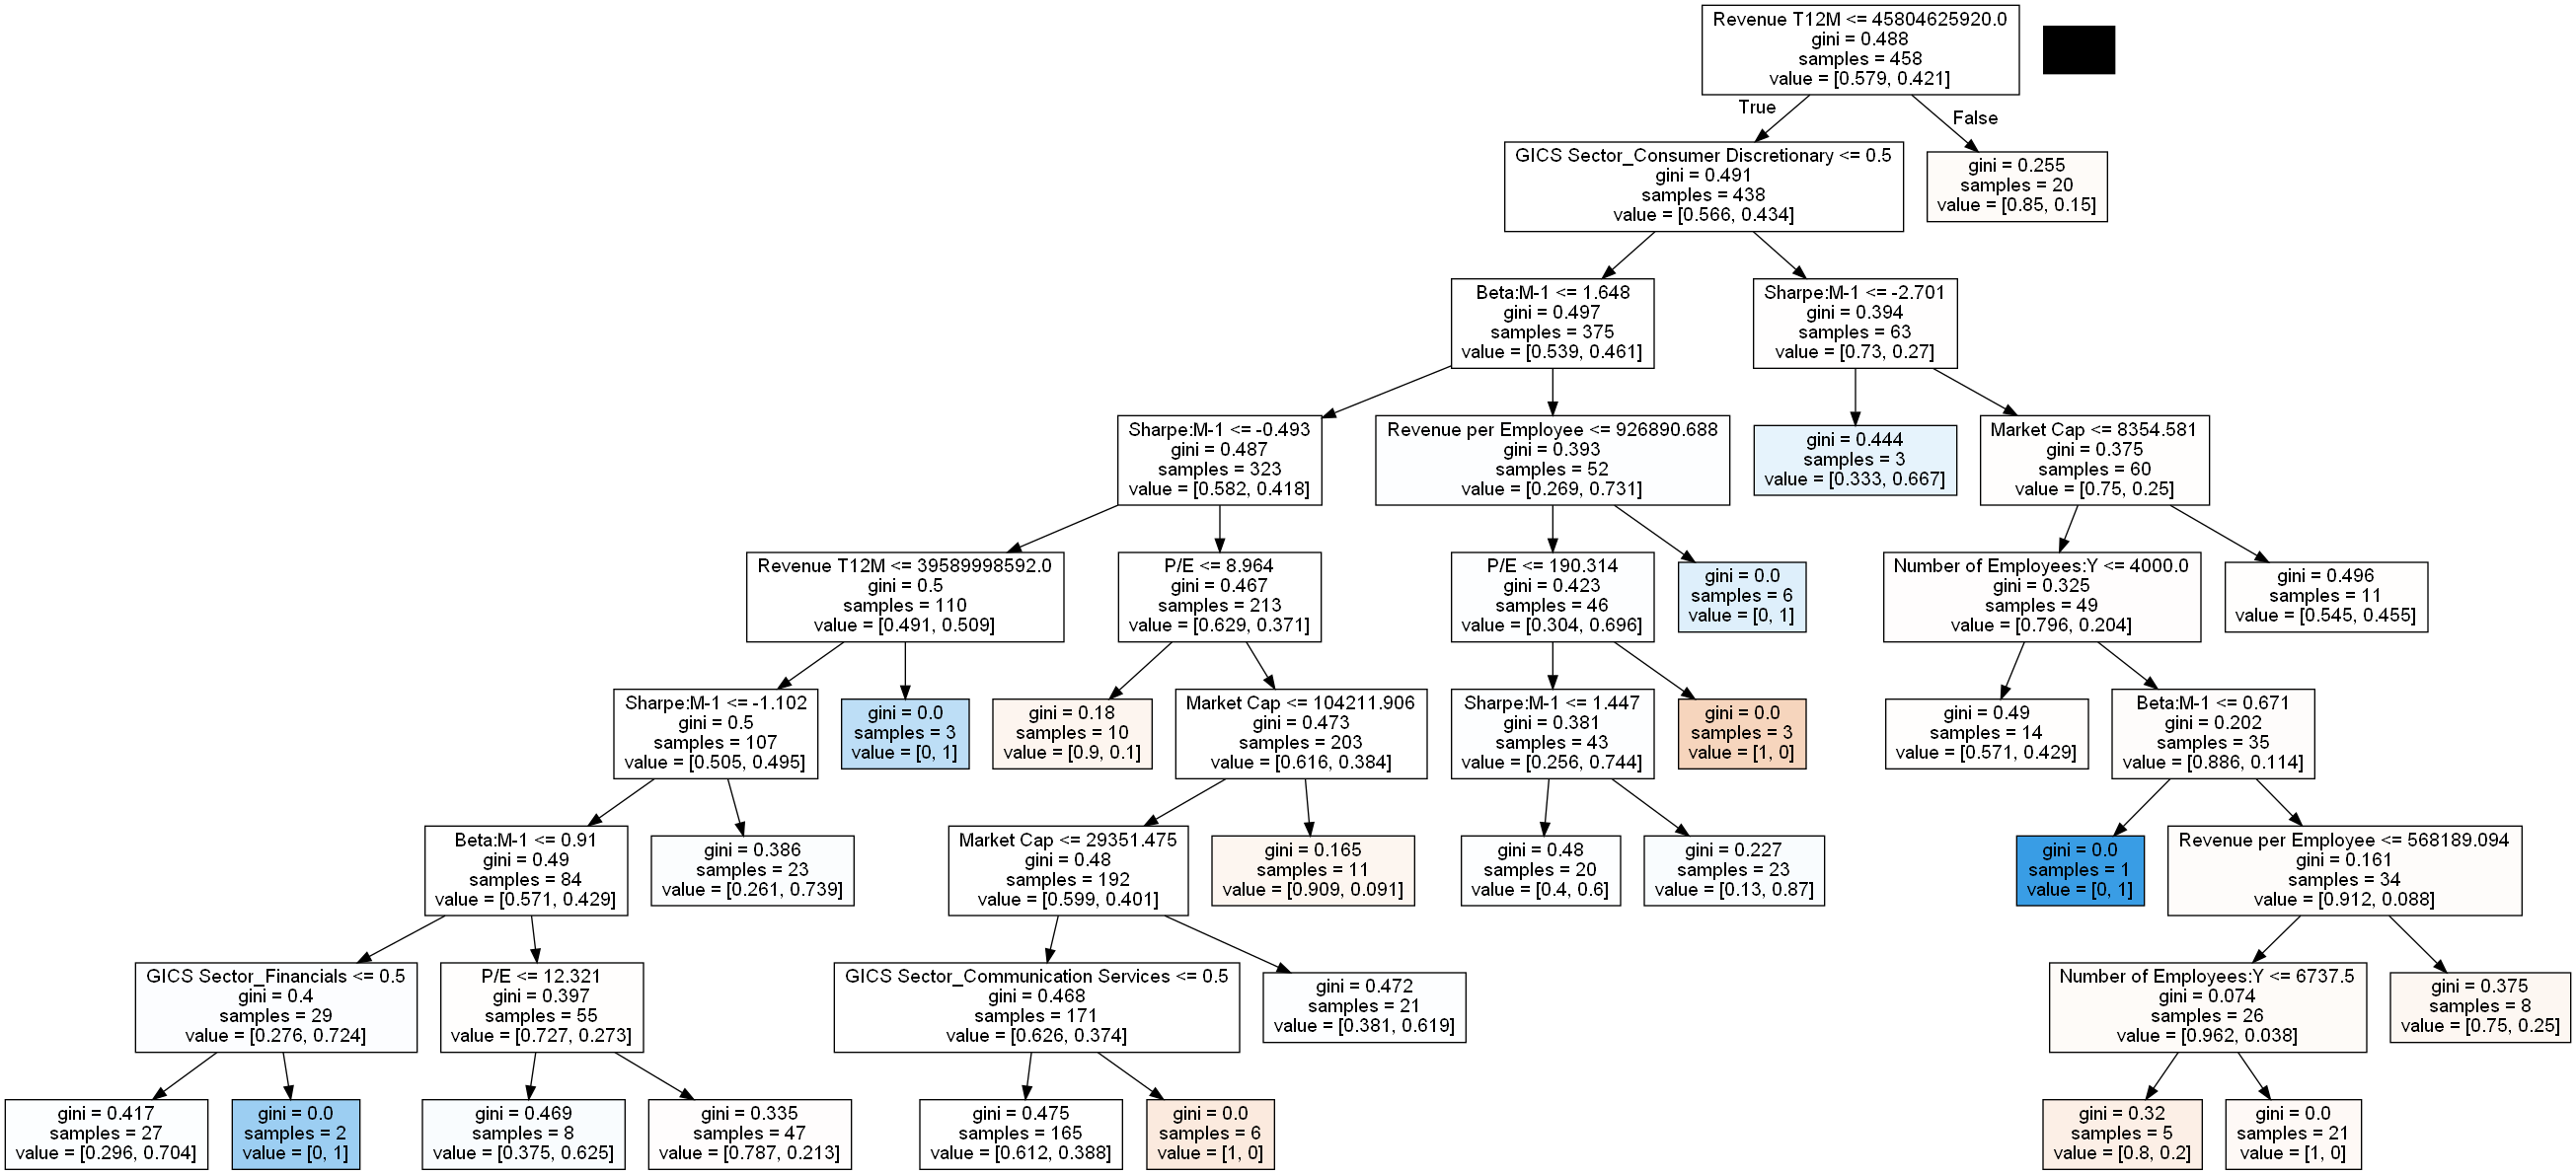 Revenue T12M <= 45804625920.0
gini = 0.488
samples = 458
value = [0.579, 0.421]
True
False
GICS Sector_Consumer Discretionary <= 0.5
gini = 0.491
samples = 438
value = [0.566, 0.434]
gini = 0.255
samples = 20
value = [0.85, 0.15]
Beta:M-1 <= 1.648
gini = 0.497
samples = 375
value = [0.539, 0.461]
Sharpe:M-1 <= -2.701
gini = 0.394
samples = 63
value = [0.73, 0.27]
Sharpe:M-1 <= -0.493
gini = 0.487
samples = 323
value = [0.582, 0.418]
Revenue per Employee <= 926890.688
gini = 0.393
samples = 52
value = [0.269, 0.731]
gini = 0.444
samples = 3
value = [0.333, 0.667]
Market Cap <= 8354.581
gini = 0.375
samples = 60
value = [0.75, 0.25]
Revenue T12M <= 39589998592.0
gini = 0.5
samples = 110
value = [0.491, 0.509]
P/E <= 8.964
gini = 0.467
samples = 213
value = [0.629, 0.371]
P/E <= 190.314
gini = 0.423
samples = 46
value = [0.304, 0.696]
gini = 0.0
samples = 6
value = [0, 1]
Number of Employees:Y <= 4000.0
gini = 0.325
samples = 49
value = [0.796, 0.204]
gini = 0.496
samples = 11
value = [0.545, 0.455]
Sharpe:M-1 <= -1.102
gini = 0.5
samples = 107
value = [0.505, 0.495]
gini = 0.0
samples = 3
value = [0, 1]
gini = 0.18
samples = 10
value = [0.9, 0.1]
Market Cap <= 104211.906
gini = 0.473
samples = 203
value = [0.616, 0.384]
Sharpe:M-1 <= 1.447
gini = 0.381
samples = 43
value = [0.256, 0.744]
gini = 0.0
samples = 3
value = [1, 0]
gini = 0.49
samples = 14
value = [0.571, 0.429]
Beta:M-1 <= 0.671
gini = 0.202
samples = 35
value = [0.886, 0.114]
Beta:M-1 <= 0.91
gini = 0.49
samples = 84
value = [0.571, 0.429]
gini = 0.386
samples = 23
value = [0.261, 0.739]
Market Cap <= 29351.475
gini = 0.48
samples = 192
value = [0.599, 0.401]
gini = 0.165
samples = 11
value = [0.909, 0.091]
gini = 0.48
samples = 20
value = [0.4, 0.6]
gini = 0.227
samples = 23
value = [0.13, 0.87]
gini = 0.0
samples = 1
value = [0, 1]
Revenue per Employee <= 568189.094
gini = 0.161
samples = 34
value = [0.912, 0.088]
GICS Sector_Financials <= 0.5
gini = 0.4
samples = 29
value = [0.276, 0.724]
P/E <= 12.321
gini = 0.397
samples = 55
value = [0.727, 0.273]
GICS Sector_Communication Services <= 0.5
gini = 0.468
samples = 171
value = [0.626, 0.374]
gini = 0.472
samples = 21
value = [0.381, 0.619]
Number of Employees:Y <= 6737.5
gini = 0.074
samples = 26
value = [0.962, 0.038]
gini = 0.375
samples = 8
value = [0.75, 0.25]
gini = 0.417
samples = 27
value = [0.296, 0.704]
gini = 0.0
samples = 2
value = [0, 1]
gini = 0.469
samples = 8
value = [0.375, 0.625]
gini = 0.335
samples = 47
value = [0.787, 0.213]
gini = 0.475
samples = 165
value = [0.612, 0.388]
gini = 0.0
samples = 6
value = [1, 0]
gini = 0.32
samples = 5
value = [0.8, 0.2]
gini = 0.0
samples = 21
value = [1, 0]